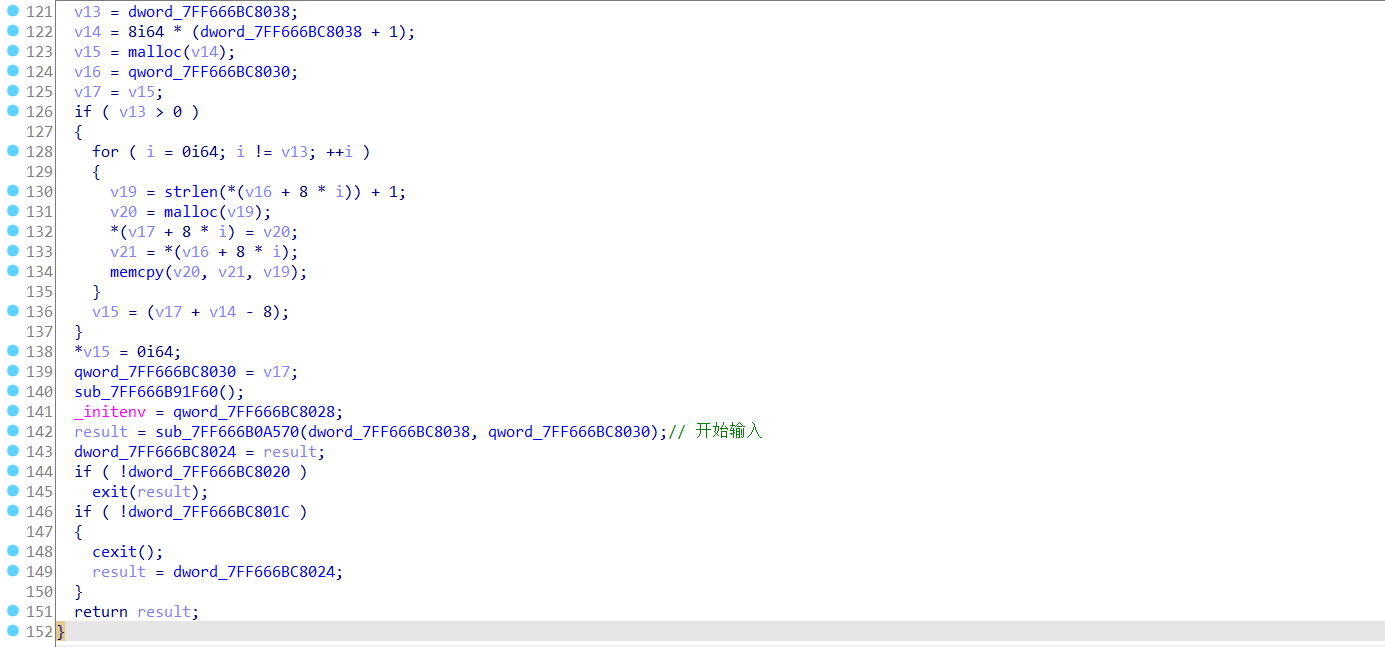 121 v13 = dword_7FF666BC8038;
122 v14 = 8i64 * (dword_7FF666BC8038 + 1);
123 v15 = malloc(v14);
124 v16 = qword_7FF666BC8030;
125 v17 = v15;
126 if ( v13 > 0 )
127 {
128 for ( i = 0i64; i != v13; ++i )
129 {
130 v19 = strlen(*(v16 + 8 * i)) + 1;
131 v20 = malloc(v19);
132 *(v17 + 8 * i) = v20;
133 v21 = *(v16 + 8 * i);
134 memcpy(v20, v21, v19);
135 }
136 v15 = (v17 + v14 - 8);
137 }
138 *v15 = 0i64;
139 qword_7FF666BC8030 = v17;
140 sub_7FF666B91F60();
141 _initenv = qword_7FF666BC8028;
142 result = sub_7FF666B0A570(dword_7FF666BC8038, qword_7FF666BC8030);// 开始输入
143 dword_7FF666BC8024 = result;
144 if ( !dword_7FF666BC8020 )
145 exit(result);
146 if ( !dword_7FF666BC801C )
147 {
148 cexit();
149 result = dword_7FF666BC8024;
150 }
151 return result;
152 }